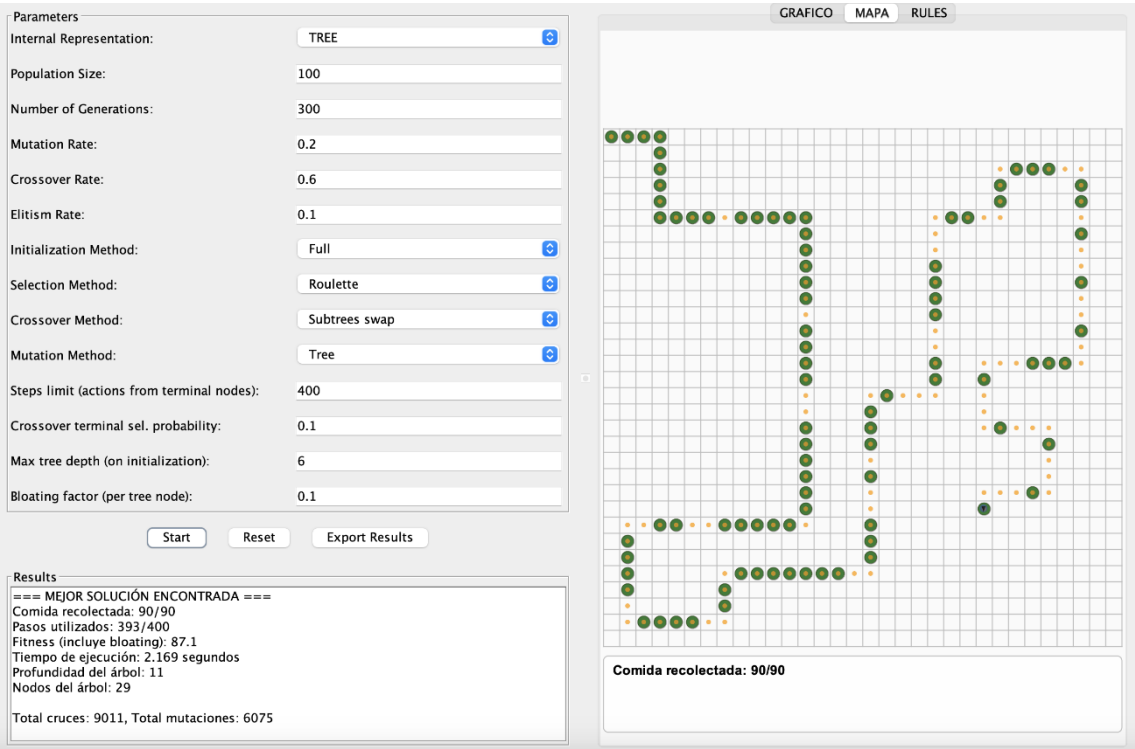 Parameters
Internal Representation: TREE
Population Size: 100
Number of Generations: 300
Mutation Rate: 0.2
Crossover Rate: 0.6
Elitism Rate: 0.1
Initialization Method: Full
Selection Method: Roulette
Crossover Method: Subtrees swap
Mutation Method: Tree
Steps limit (actions from terminal nodes): 400
Crossover terminal sel. probability: 0.1
Max tree depth (on initialization): 6
Bloating factor (per tree node): 0.1
Start Reset Export Results
Results
=== MEJOR SOLUCIÓN ENCONTRADA ===
Comida recolectada: 90/90
Pasos utilizados: 393/400
Fitness (incluye bloating): 87.1
Tiempo de ejecución: 2.169 segundos
Profundidad del árbol: 11
Nodos del árbol: 29
Total cruces: 9011, Total mutaciones: 6075
GRAFICO MAPA RULES
Comida recolectada: 90/90